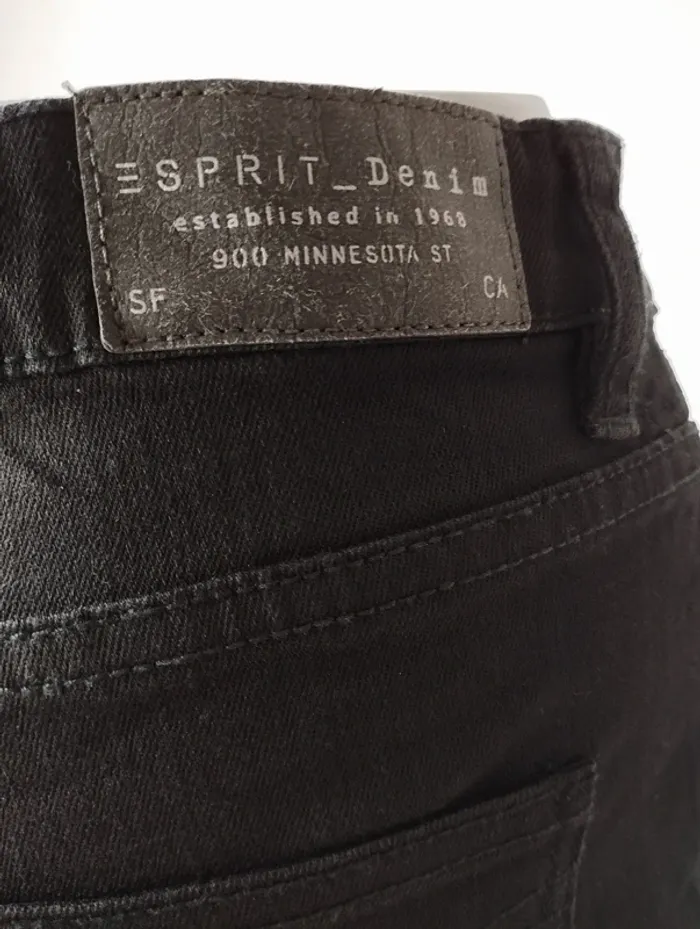 ESPRIT_Denim
established in 1968
900 MINNESOTA ST
SF CA